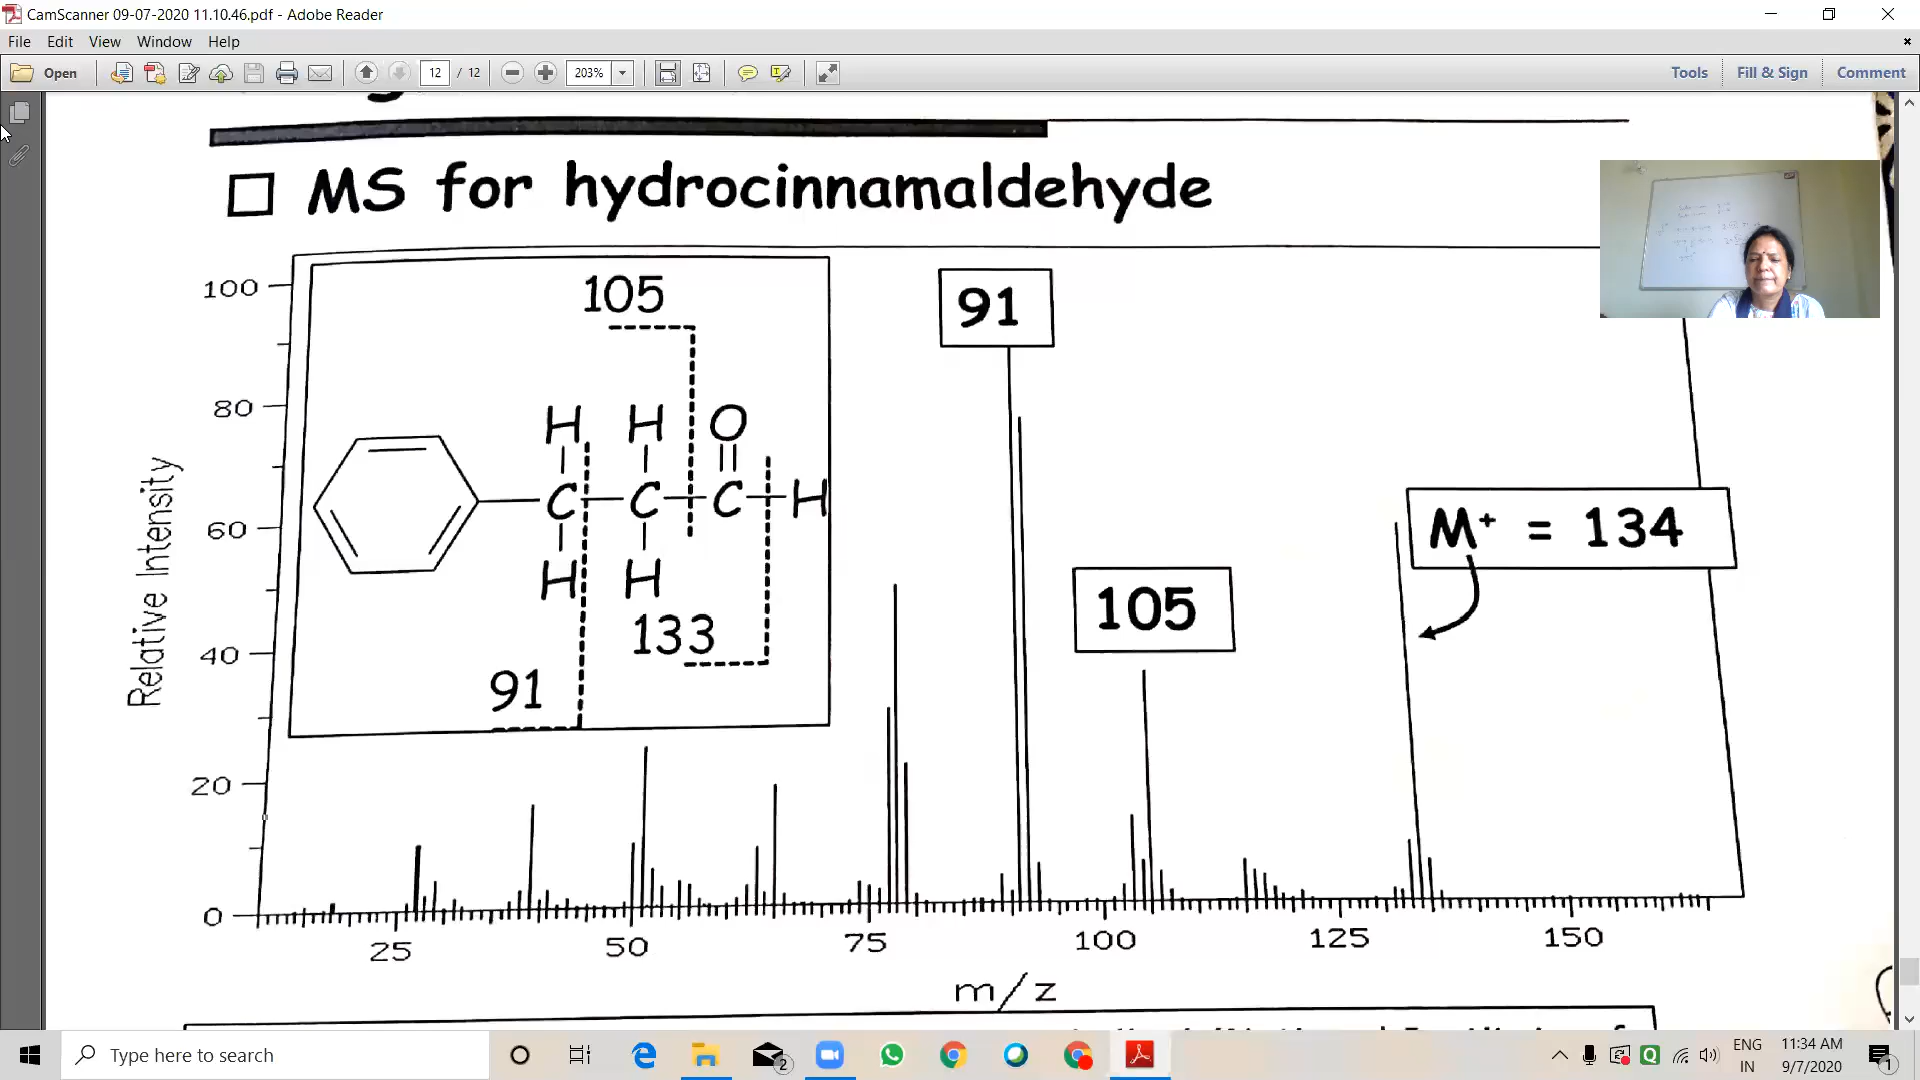 CamScanner 09-07-2020 11.10.46.pdf - Adobe Reader
File Edit View Window Help
Open 12 / 12 203% Tools Fill & Sign Comment
MS for hydrocinnamaldehyde
Relative Intensity
100
80
60
40
20
0
105
H H O
C C C H
H H
133
91
91
105
M+ = 134
25 50 75 100 125 150
m/z
Type here to search
2
ENG
IN
11:34 AM
9/7/2020
1